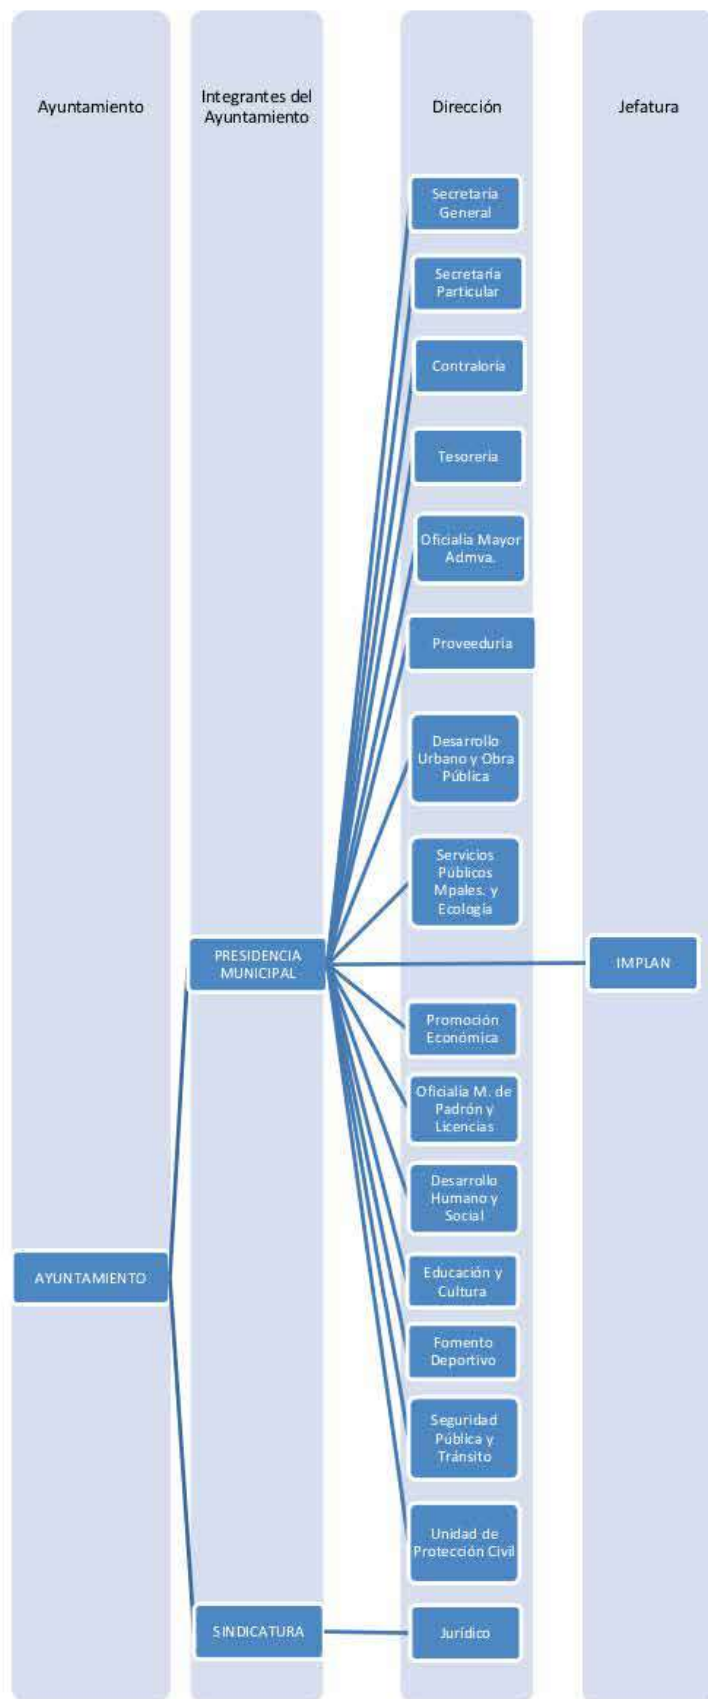 Ayuntamiento
Integrantes del
Ayuntamiento
Dirección
Jefatura
Secretaría
General
Secretaría
Particular
Contraloría
Tesorería
Oficialía Mayor
Admva.
Proveeduría
Desarrollo
Urbano y Obra
Pública
Servicios
Públicos
Mpales. y
Ecología
PRESIDENCIA
MUNICIPAL
IMPLAN
Promoción
Económica
Oficialía M. de
Padrón y
Licencias
Desarrollo
Humano y
Social
AYUNTAMIENTO
Educación y
Cultura
Fomento
Deportivo
Seguridad
Pública y
Tránsito
Unidad de
Protección Civil
SINDICATURA
Jurídico